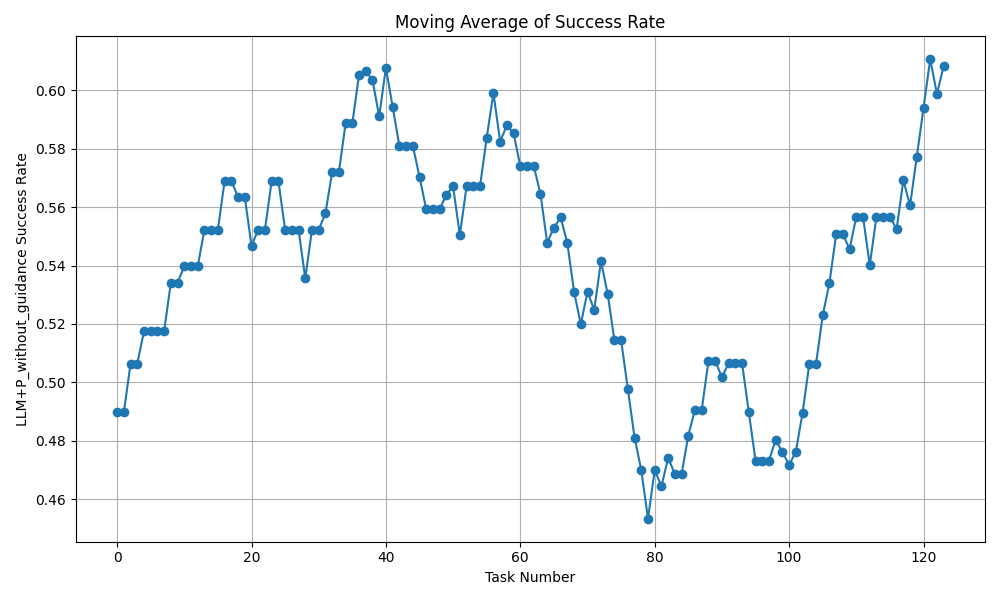 Moving Average of Success Rate
LLM+P_without_guidance Success Rate
0.60
0.58
0.56
0.54
0.52
0.50
0.48
0.46
0 20 40 60 80 100 120
Task Number